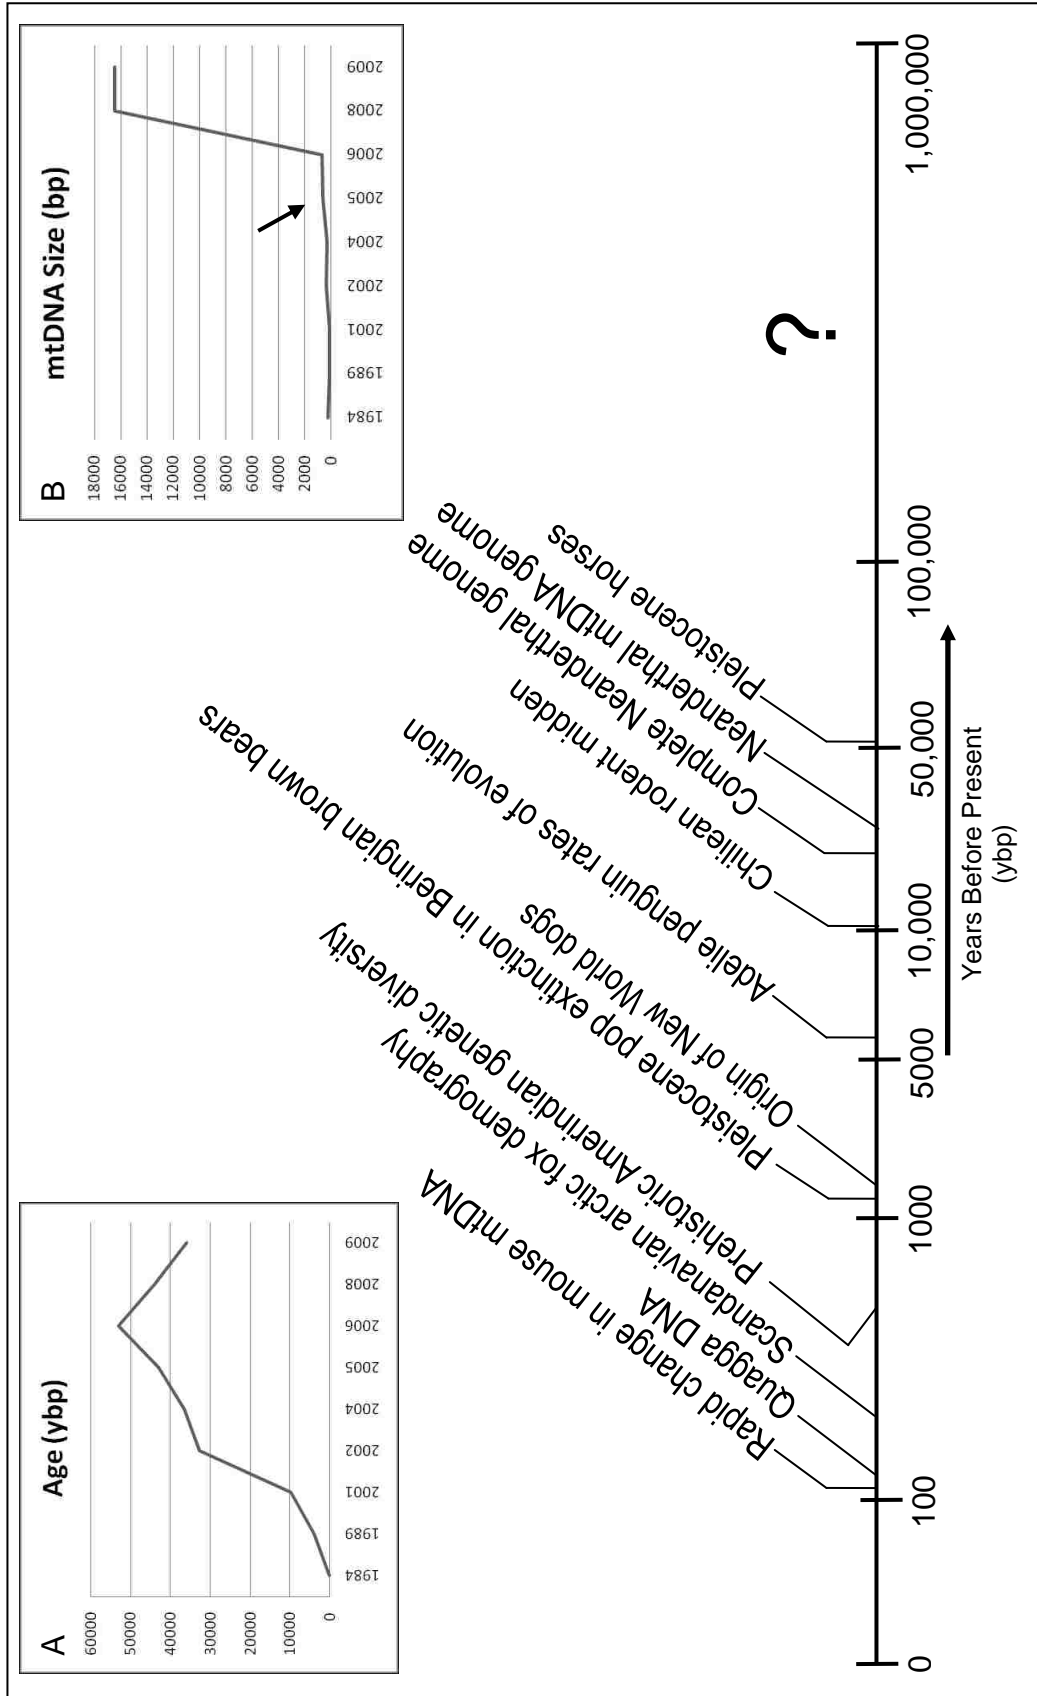 A
Age (ybp)
60000
50000
40000
30000
20000
10000
0
1984
1989
2001
2002
2004
2005
2006
2008
2009
B
mtDNA Size (bp)
18000
16000
14000
12000
10000
8000
6000
4000
2000
0
1984
1989
2001
2002
2004
2005
2006
2008
2009
Rapid change in mouse mtDNA
Quagga DNA
Scandanavian arctic fox demography
Prehistoric Amerindian genetic diversity
Pleistocene pop extinction in Beringian brown bears
Origin of New World dogs
Adelie penguin rates of evolution
Chiliean rodent midden
Complete Neanderthal genome
Neanderthal mtDNA genome
Pleistocene horses
?
0
100
1000
5000
10,000
50,000
100,000
1,000,000
Years Before Present
(ybp)